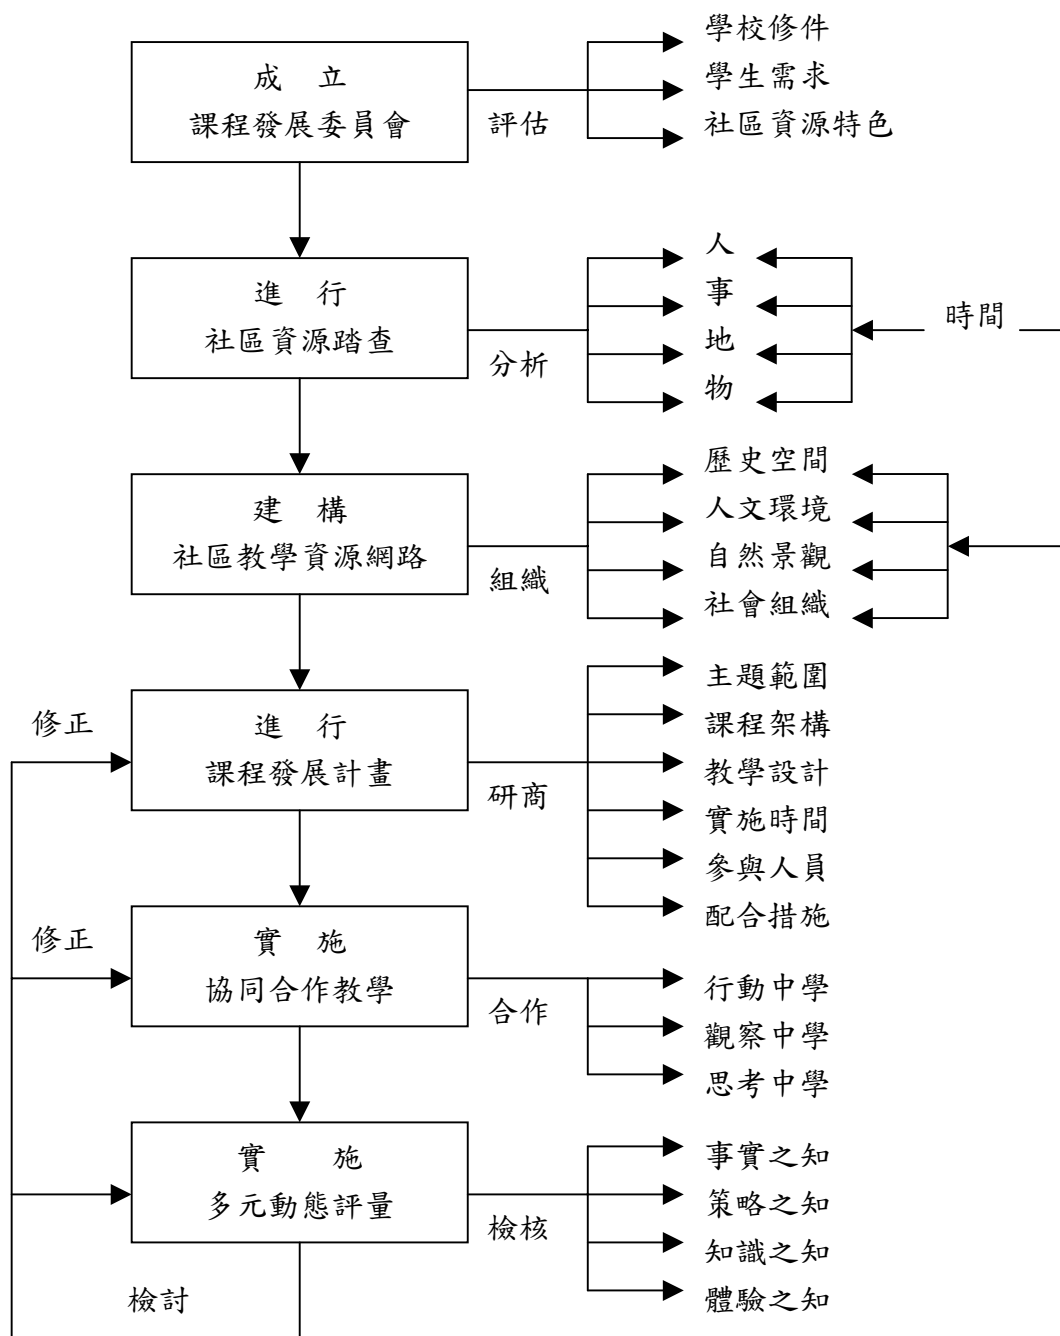 成 立
課程發展委員會
評估
學校修件
學生需求
社區資源特色
進 行
社區資源踏查
分析
人
事
地
物
時間
建 構
社區教學資源網路
組織
歷史空間
人文環境
自然景觀
社會組織
修正
進 行
課程發展計畫
研商
主題範圍
課程架構
教學設計
實施時間
參與人員
配合措施
修正
實 施
協同合作教學
合作
行動中學
觀察中學
思考中學
實 施
多元動態評量
檢核
事實之知
策略之知
知識之知
體驗之知
檢討